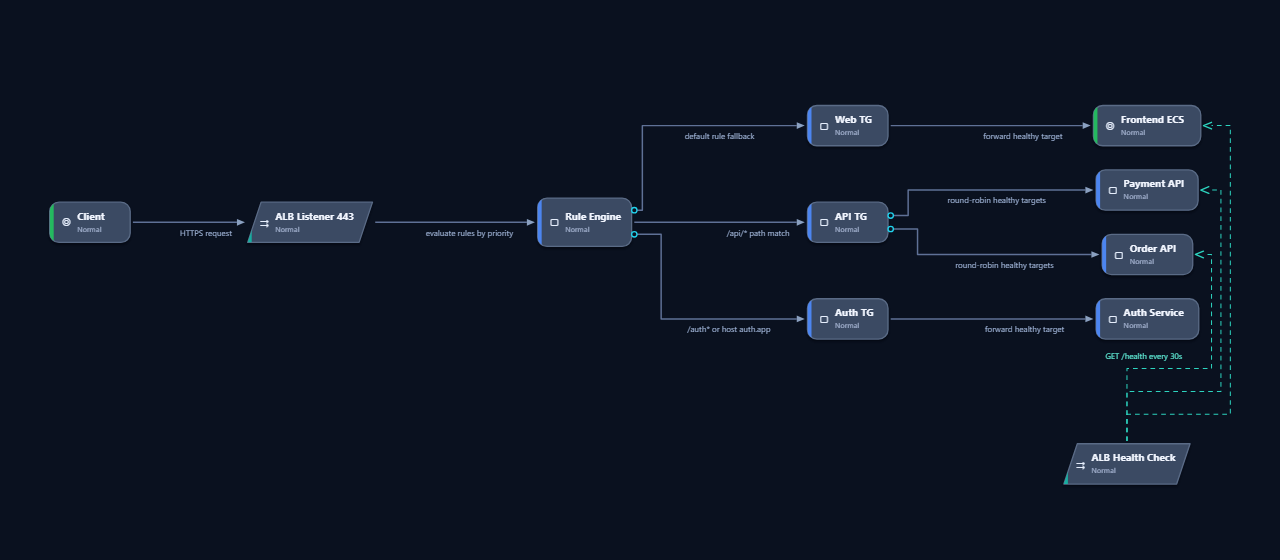 Client
Normal
HTTPS request
ALB Listener 443
Normal
evaluate rules by priority
Rule Engine
Normal
default rule fallback
/api/* path match
/auth* or host auth.app
Web TG
Normal
API TG
Normal
Auth TG
Normal
forward healthy target
round-robin healthy targets
round-robin healthy targets
forward healthy target
Frontend ECS
Normal
Payment API
Normal
Order API
Normal
Auth Service
Normal
GET /health every 30s
ALB Health Check
Normal